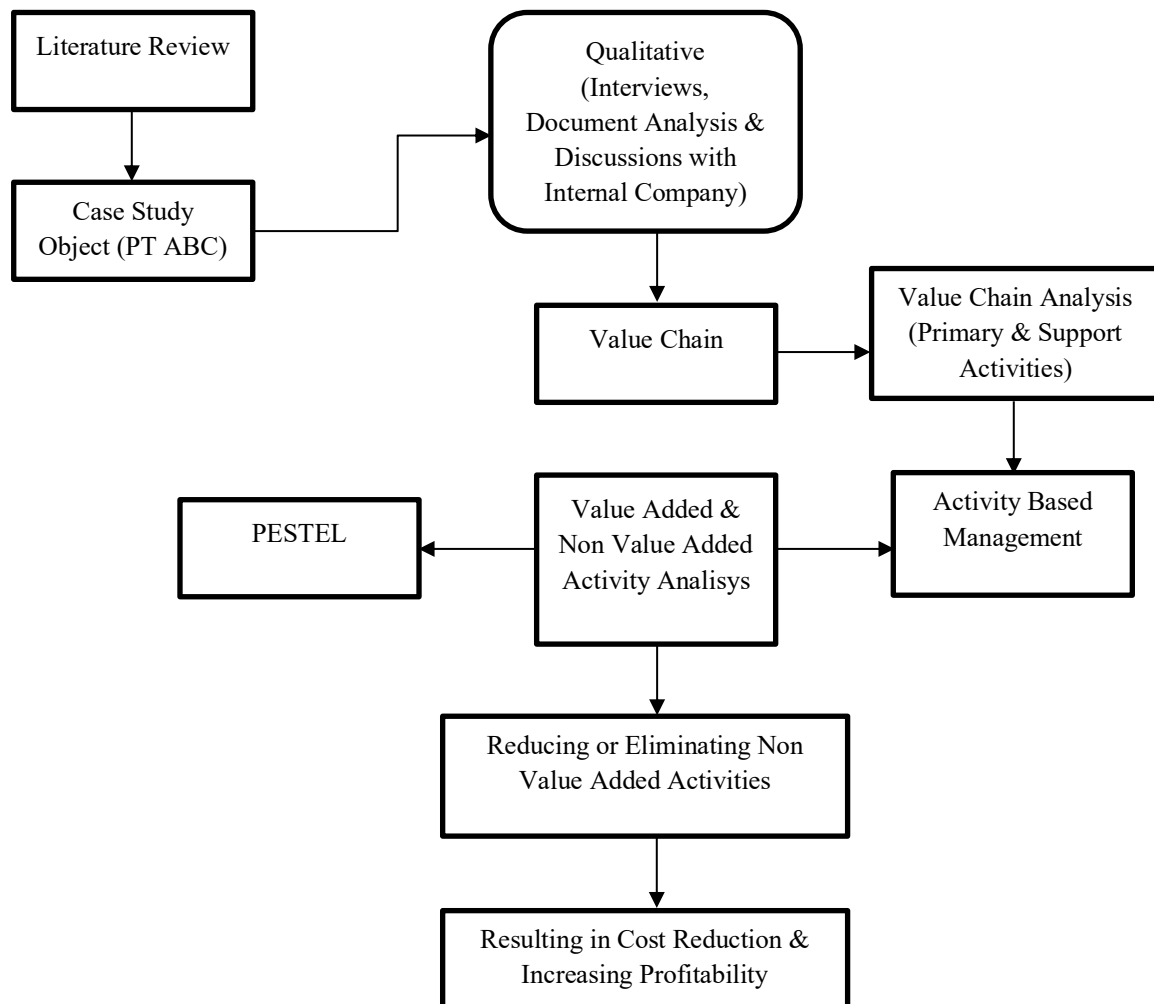 Literature Review
Case Study
Object (PT ABC)
Qualitative
(Interviews,
Document Analysis &
Discussions with
Internal Company)
Value Chain
Value Chain Analysis
(Primary & Support
Activities)
Activity Based
Management
Value Added &
Non Value Added
Activity Analisys
PESTEL
Reducing or Eliminating Non
Value Added Activities
Resulting in Cost Reduction &
Increasing Profitability